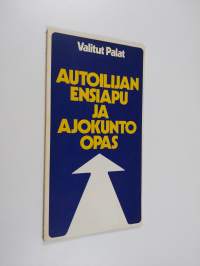 Valitut Palat
AUTOILIJAN
ENSIAPU
JA
AJOKUNTO
OPAS